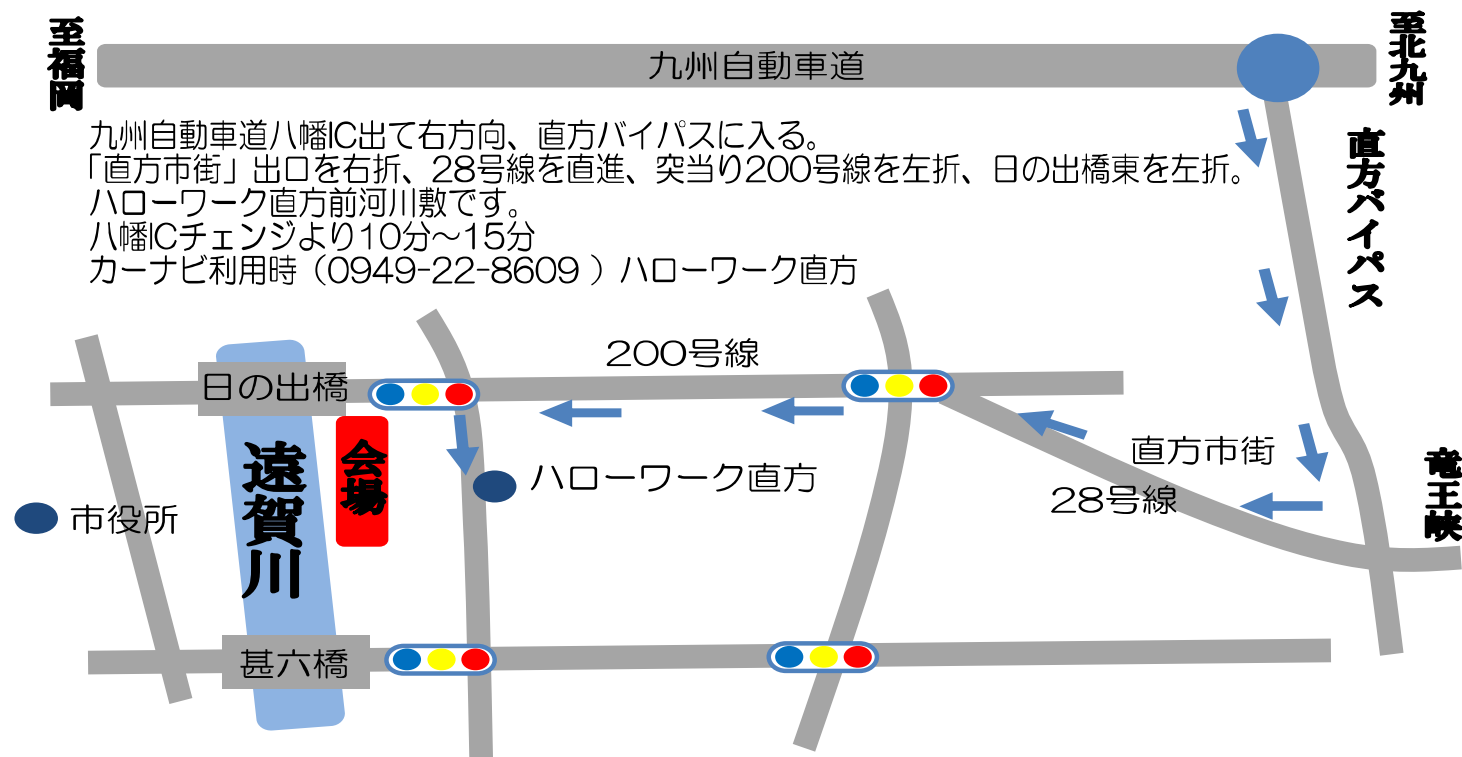 至福岡
九州自動車道
至北九州
九州自動車道八幡IC出て右方向、直方バイパスに入る。
「直方市街」出口を右折、28号線を直進、突当り200号線を左折、日の出橋東を左折。
ハローワーク直方前河川敷です。
八幡ICチェンジより10分～15分
カーナビ利用時（0949-22-8609 ）ハローワーク直方
直方バイパス
200号線
日の出橋
会場
遠賀川
ハローワーク直方
直方市街
28号線
竜王峡
市役所
甚六橋